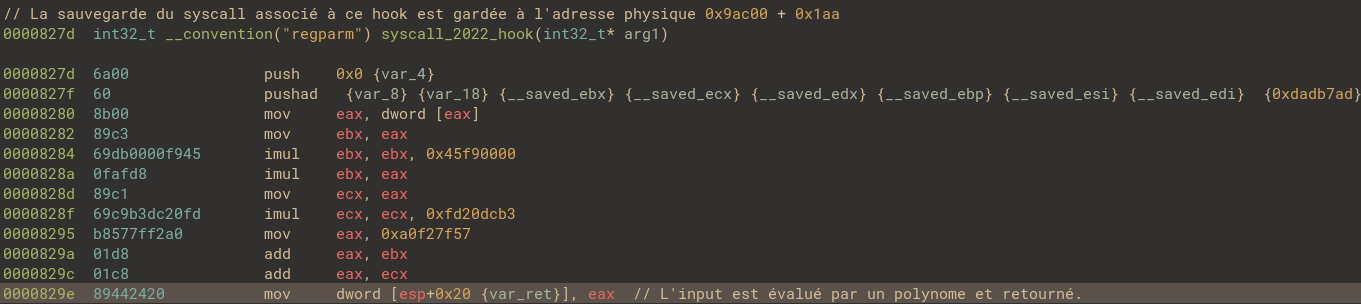 // La sauvegarde du syscall associé à ce hook est gardée à l'adresse physique 0x9ac00 + 0x1aa
0000827d int32_t __convention("regparm") syscall_2022_hook(int32_t* arg1)
0000827d 6a00 push 0x0 {var_4}
0000827f 60 pushad {var_8} {var_18} {__saved_ebx} {__saved_ecx} {__saved_edx} {__saved_ebp} {__saved_esi} {__saved_edi} {0xdadb7ad}
00008280 8b00 mov eax, dword [eax]
00008282 89c3 mov ebx, eax
00008284 69db0000f945 imul ebx, ebx, 0x45f90000
0000828a 0fafd8 imul ebx, eax
0000828d 89c1 mov ecx, eax
0000828f 69c9b3dc20fd imul ecx, ecx, 0xfd20dcb3
00008295 b8577ff2a0 mov eax, 0xa0f27f57
0000829a 01d8 add eax, ebx
0000829c 01c8 add eax, ecx
0000829e 89442420 mov dword [esp+0x20 {var_ret}], eax // L'input est évalué par un polynome et retourné.